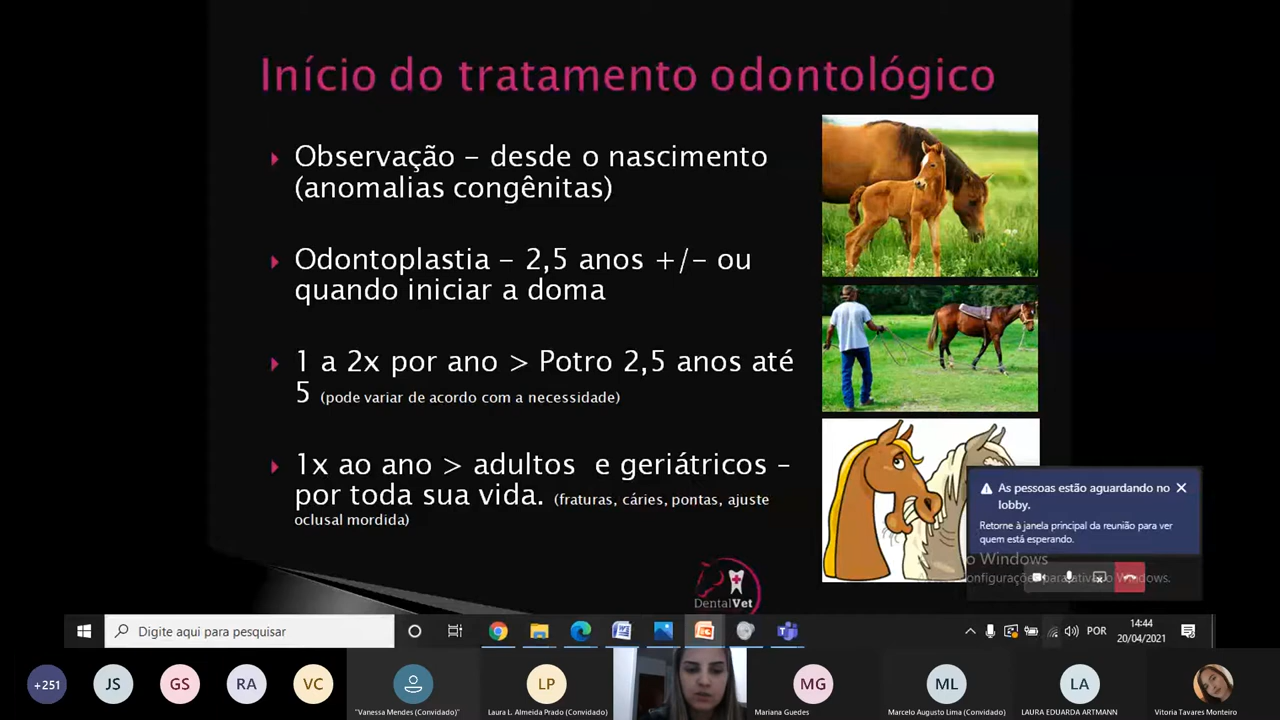 Início do tratamento odontológico
Observação – desde o nascimento
(anomalias congênitas)
Odontoplastia – 2,5 anos +/- ou
quando iniciar a doma
1 a 2x por ano > Potro 2,5 anos até
5 (pode variar de acordo com a necessidade)
1x ao ano > adultos e geriátricos –
por toda sua vida. (fraturas, cáries, pontas, ajuste
oclusal mordida)
DentalVet
As pessoas estão aguardando no
lobby.
Retorne à janela principal da reunião para ver
quem está esperando.
o Windows
onfigurações para ativar o Windows.
Digite aqui para pesquisar
POR
14:44
20/04/2021
+251
JS
GS
RA
VC
LP
MG
ML
LA
"Vanessa Mendes (Convidado)"
Laura L. Almeida Prado (Convidado)
Mariana Guedes
Marcelo Augusto Lima (Convidado)
LAURA EDUARDA ARTMANN
Vitoria Tavares Monteiro